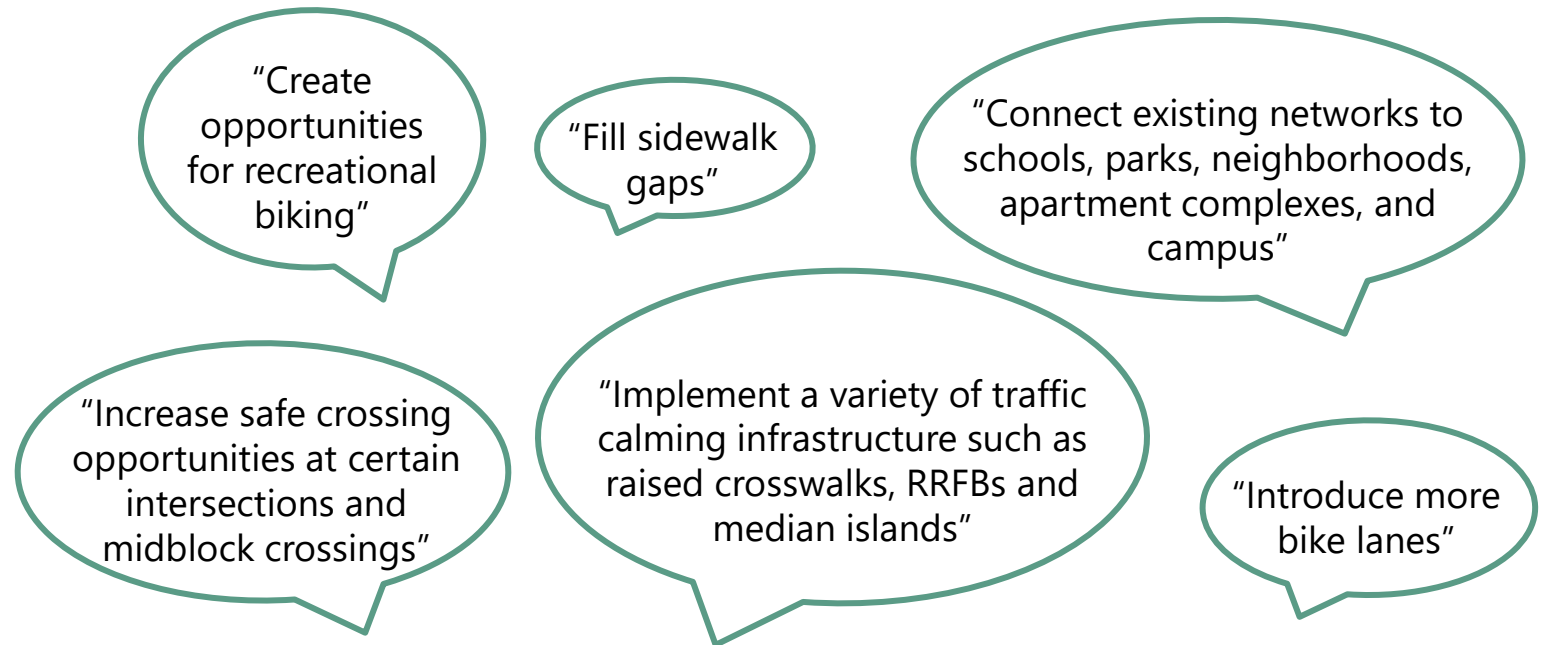 “Create
opportunities
for recreational
biking”
“Fill sidewalk
gaps”
“Connect existing networks to
schools, parks, neighborhoods,
apartment complexes, and
campus”
“Increase safe crossing
opportunities at certain
intersections and
midblock crossings”
“Implement a variety of traffic
calming infrastructure such as
raised crosswalks, RRFBs and
median islands”
“Introduce more
bike lanes”